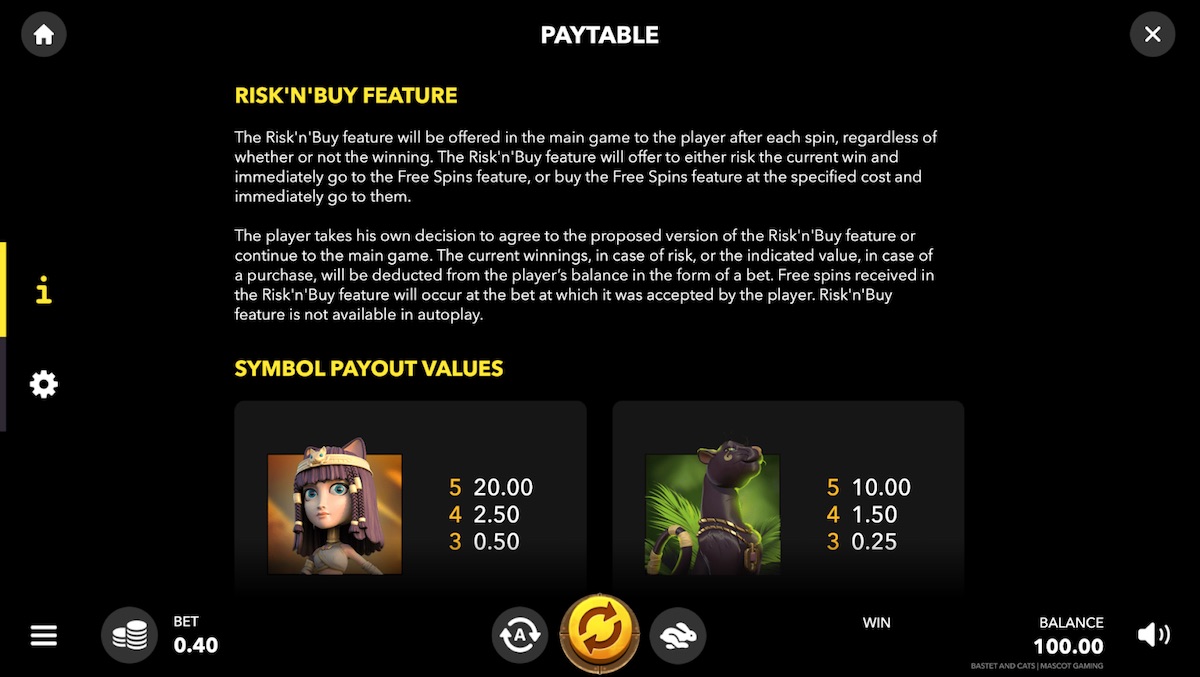 PAYTABLE
RISK'N'BUY FEATURE
The Risk'n'Buy feature will be offered in the main game to the player after each spin, regardless of
whether or not the winning. The Risk'n'Buy feature will offer to either risk the current win and
immediately go to the Free Spins feature, or buy the Free Spins feature at the specified cost and
immediately go to them.
The player takes his own decision to agree to the proposed version of the Risk'n'Buy feature or
continue to the main game. The current winnings, in case of risk, or the indicated value, in case of
a purchase, will be deducted from the player’s balance in the form of a bet. Free spins received in
the Risk'n'Buy feature will occur at the bet at which it was accepted by the player. Risk'n'Buy
feature is not available in autoplay.
SYMBOL PAYOUT VALUES
5 20.00
4 2.50
3 0.50
5 10.00
4 1.50
3 0.25
BET
0.40
A
WIN
BALANCE
100.00
BASTET AND CATS | MASCOT GAMING